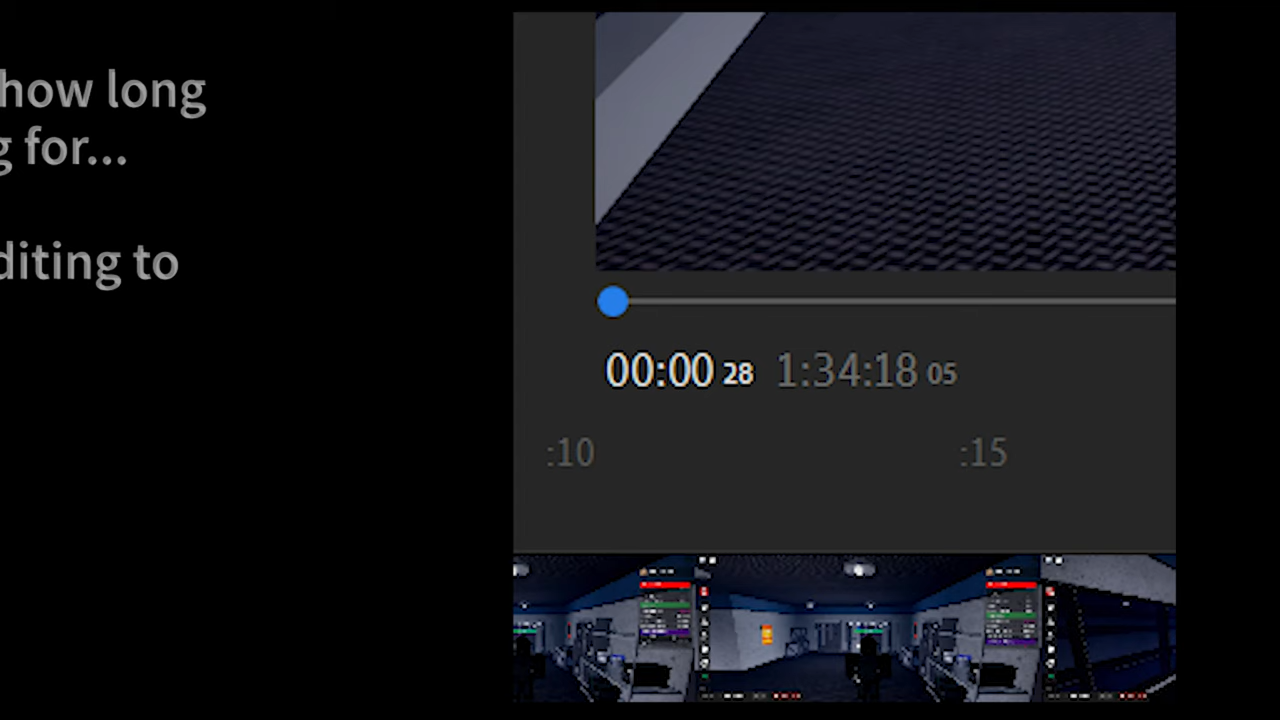 how long
g for...
diting to
00:00 28 1:34:18 05
:10 :15